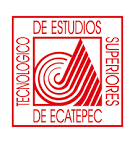 TECNOLOGICO
DE ESTUDIOS
SUPERIORES
DE ECATEPEC